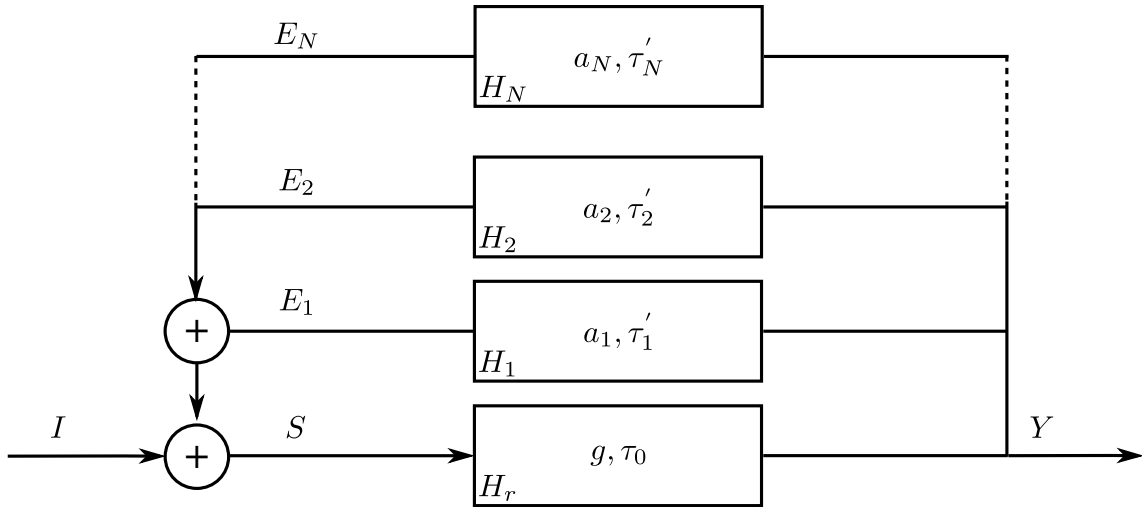 E_N
a_N, τ'_N
H_N
E_2
a_2, τ'_2
H_2
E_1
a_1, τ'_1
+
H_1
I
S
g, τ_0
Y
+
H_r